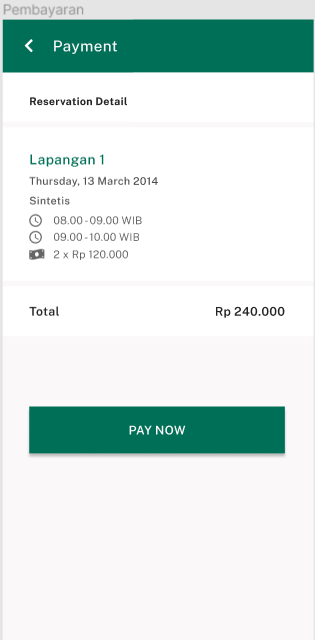 Pembayaran
Payment
Reservation Detail
Lapangan 1
Thursday, 13 March 2014
Sintetis
08.00 - 09.00 WIB
09.00 - 10.00 WIB
2 x Rp 120.000
Total Rp 240.000
PAY NOW